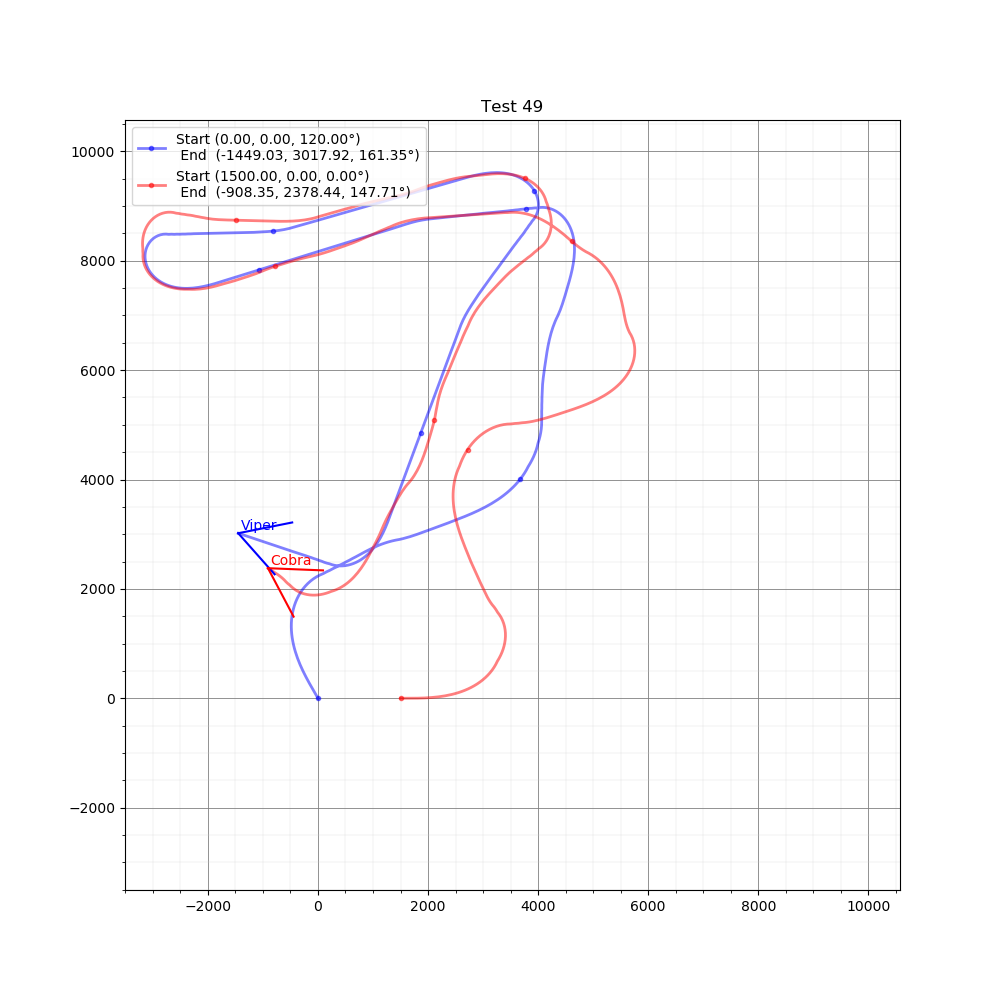 Test 49
Start (0.00, 0.00, 120.00°)
End (-1449.03, 3017.92, 161.35°)
Start (1500.00, 0.00, 0.00°)
End (-908.35, 2378.44, 147.71°)
10000
8000
6000
4000
2000
0
−2000
Viper
Cobra
−2000 0 2000 4000 6000 8000 10000